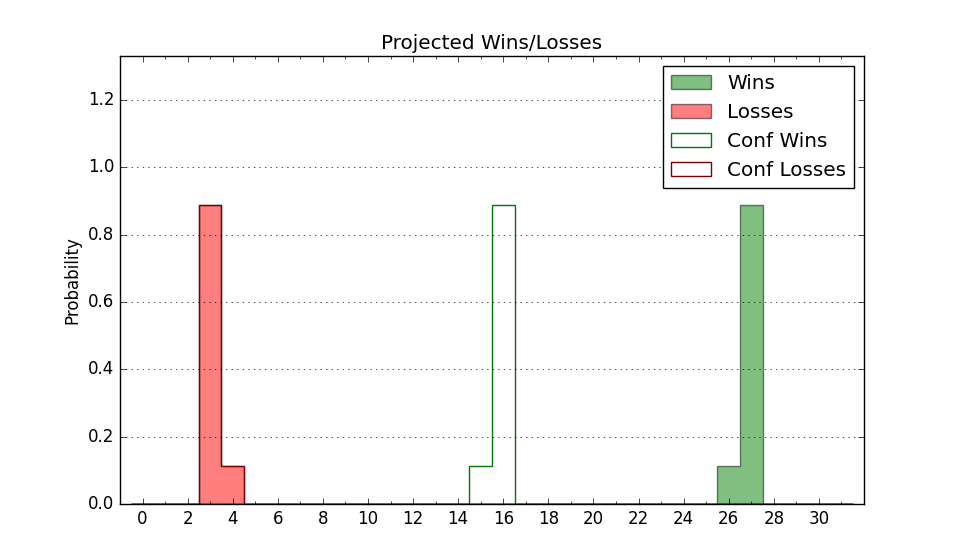 Projected Wins/Losses
Wins
Losses
Conf Wins
Conf Losses
Probability
1.2
1.0
0.8
0.6
0.4
0.2
0.0
0 2 4 6 8 10 12 14 16 18 20 22 24 26 28 30